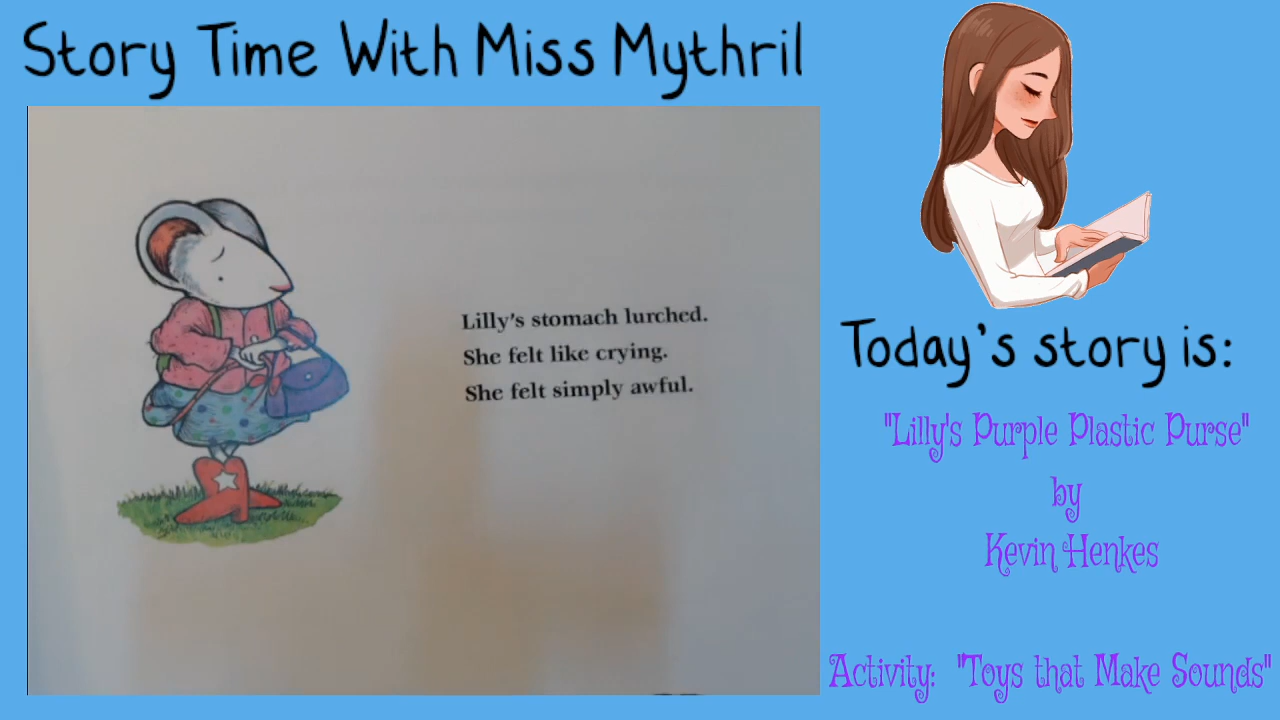 Story Time With Miss Mythril
Lilly's stomach lurched.
She felt like crying.
She felt simply awful.
Today's story is:
"Lilly's Purple Plastic Purse"
by
Kevin Henkes
Activity: "Toys that Make Sounds"